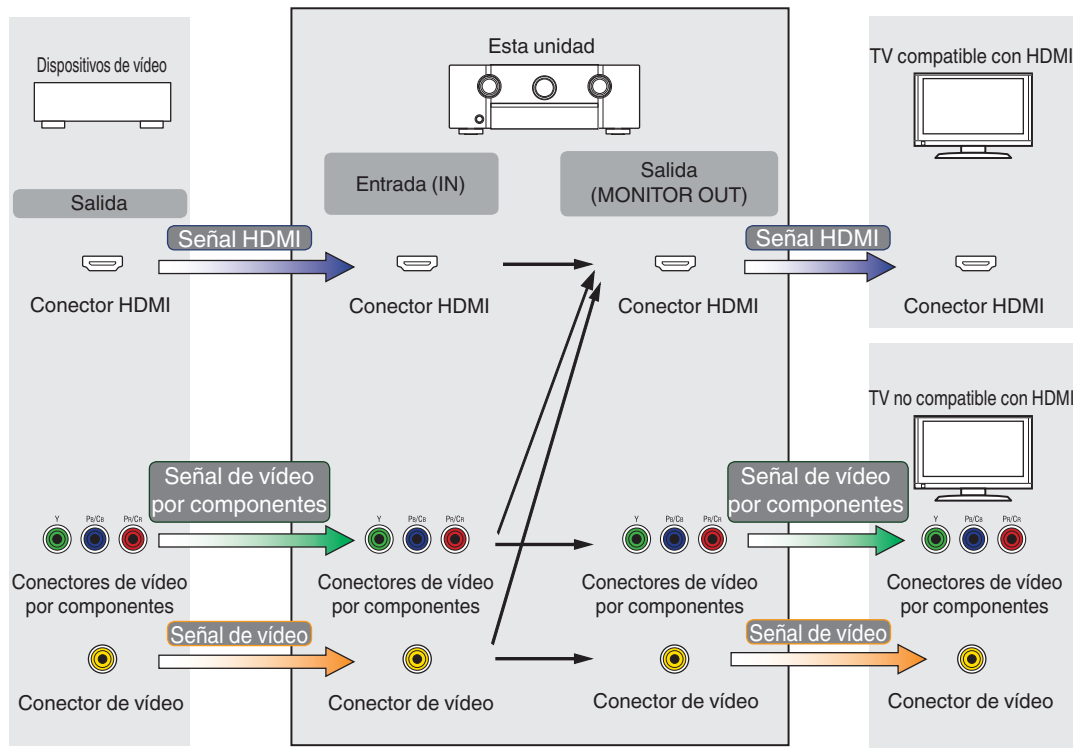 Dispositivos de vídeo
Esta unidad
TV compatible con HDMI
Salida
Entrada (IN)
Salida
(MONITOR OUT)
Señal HDMI
Señal HDMI
Conector HDMI
Conector HDMI
Conector HDMI
Conector HDMI
TV no compatible con HDMI
Señal de vídeo
por componentes
Señal de vídeo
por componentes
Y PB/CB PR/CR
Y PB/CB PR/CR
Y PB/CB PR/CR
Y PB/CB PR/CR
Conectores de vídeo
por componentes
Conectores de vídeo
por componentes
Conectores de vídeo
por componentes
Conectores de vídeo
por componentes
Señal de vídeo
Señal de vídeo
Conector de vídeo
Conector de vídeo
Conector de vídeo
Conector de vídeo